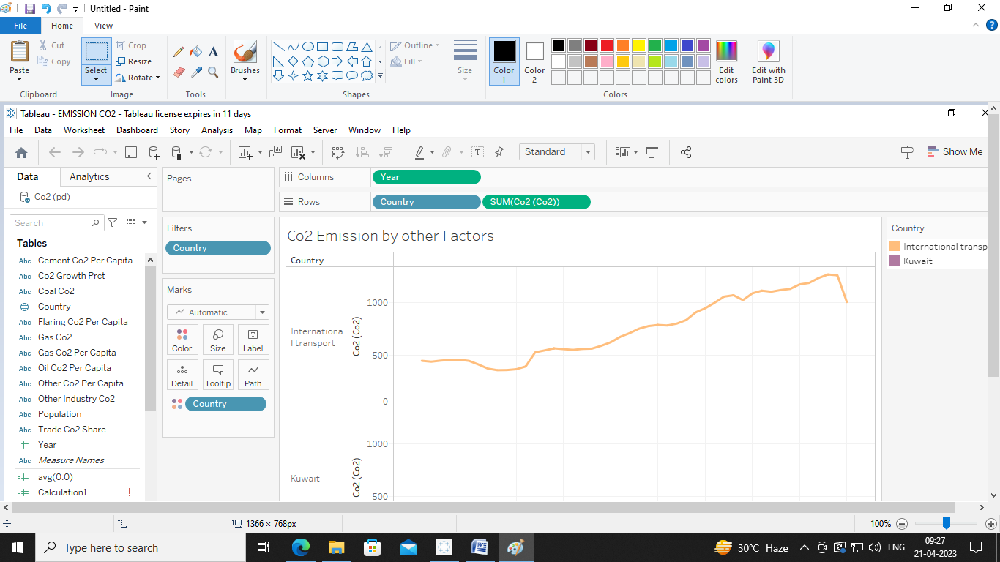 Untitled - Paint
File Home View
Paste
Cut
Copy
Clipboard
Select
Crop
Resize
Rotate
Image
Tools
Brushes
Outline
Fill
Shapes
Size
Color 1
Color 2
Colors
Edit colors
Edit with Paint 3D
Tableau - EMISSION CO2 - Tableau license expires in 11 days
File Data Worksheet Dashboard Story Analysis Map Format Server Window Help
Standard
Show Me
Data Analytics
Co2 (pd)
Search
Tables
Abc Cement Co2 Per Capita
Abc Co2 Growth Prct
Abc Coal Co2
Country
Abc Flaring Co2 Per Capita
Abc Gas Co2
Abc Gas Co2 Per Capita
Abc Oil Co2 Per Capita
Abc Other Co2 Per Capita
Abc Other Industry Co2
Abc Population
Abc Trade Co2 Share
# Year
Abc Measure Names
=# avg(0.0)
=# Calculation1 !
Pages
Filters
Country
Marks
Automatic
Color Size Label
Detail Tooltip Path
Country
Columns Year
Rows Country SUM(Co2 (Co2))
Co2 Emission by other Factors
Country
Internationa
l transport
Co2 (Co2)
1000
500
0
Kuwait
Co2 (Co2)
1000
500
Country
International transp
Kuwait
1366 × 768px
100%
Type here to search
30°C Haze
ENG
09:27
21-04-2023